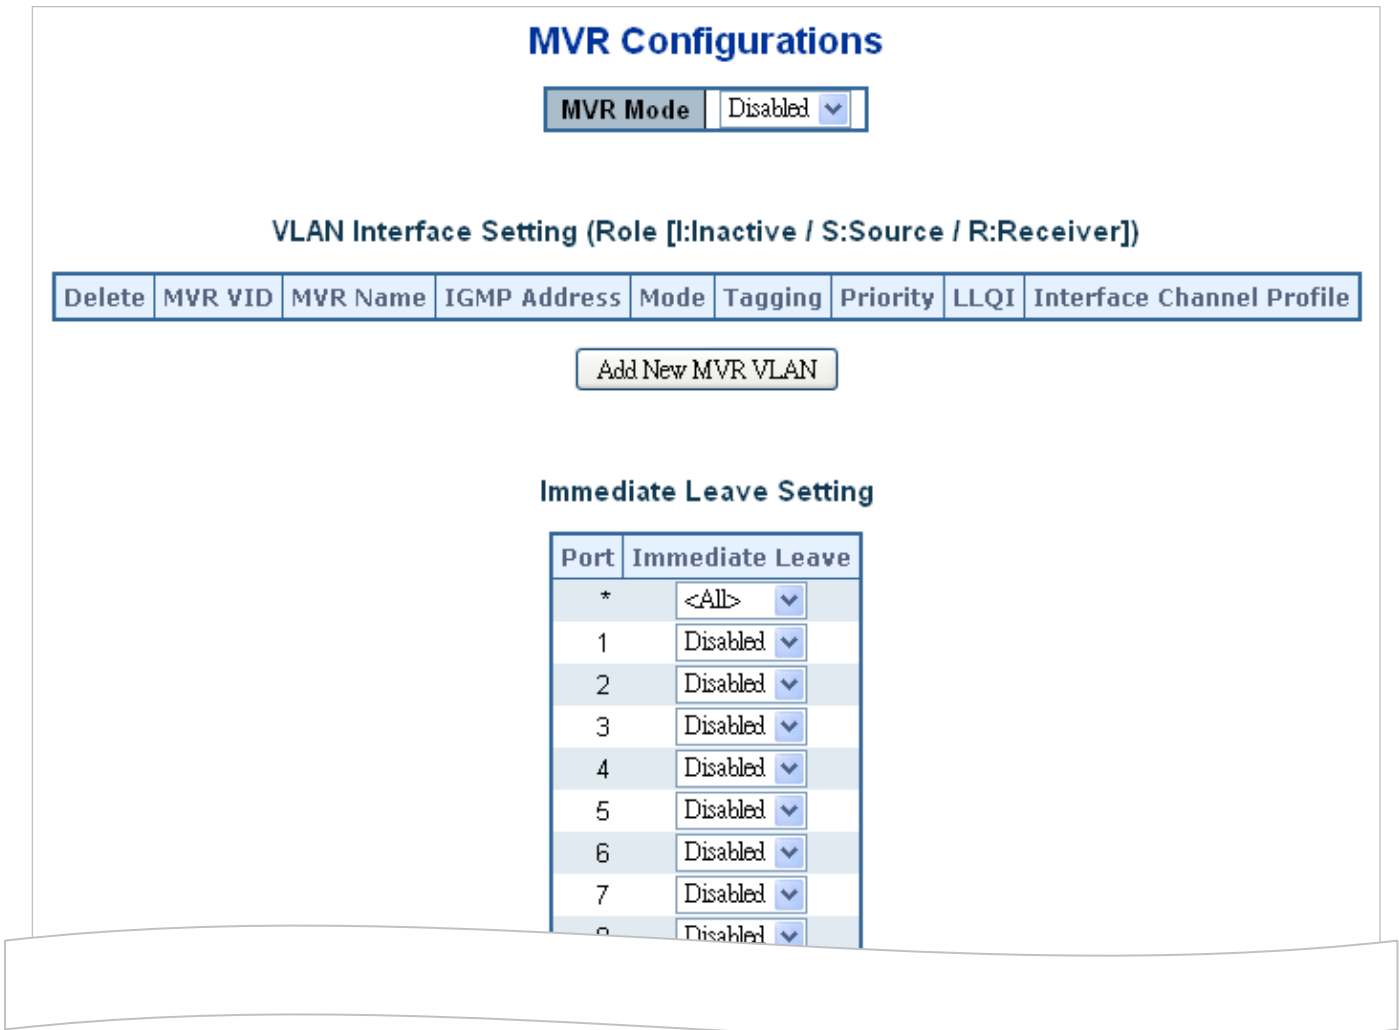 MVR Configurations
MVR Mode Disabled
VLAN Interface Setting (Role [I:Inactive / S:Source / R:Receiver])
Delete MVR VID MVR Name IGMP Address Mode Tagging Priority LLQI Interface Channel Profile
Add New MVR VLAN
Immediate Leave Setting
Port Immediate Leave
* <All>
1 Disabled
2 Disabled
3 Disabled
4 Disabled
5 Disabled
6 Disabled
7 Disabled
Disabled